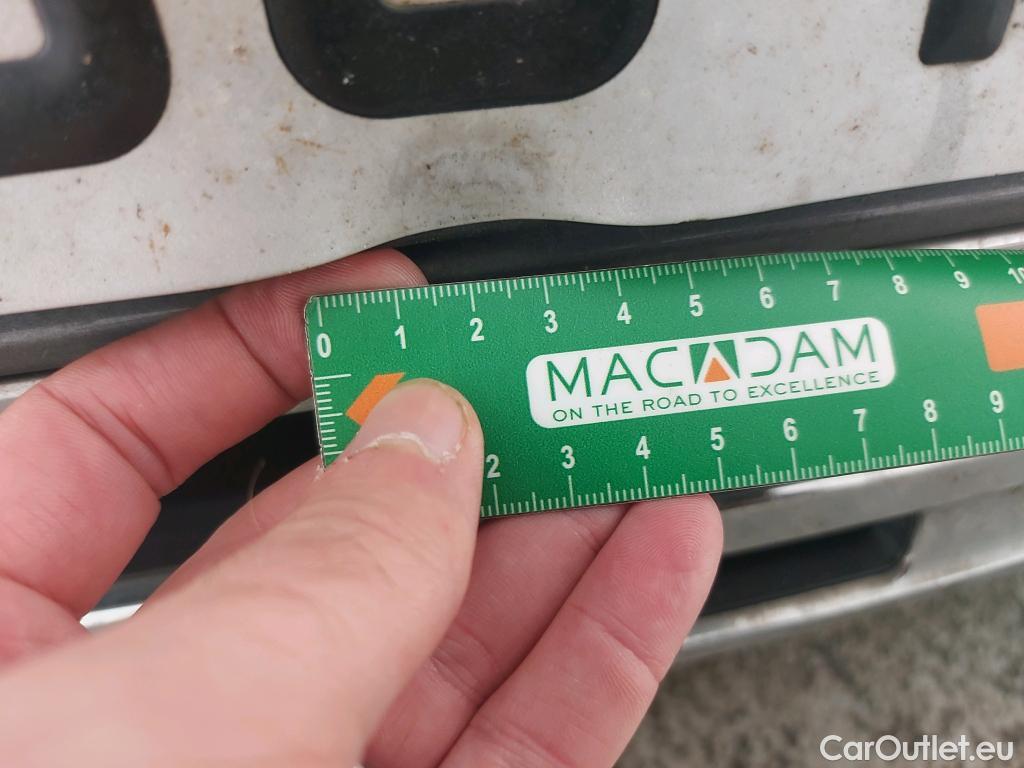 0 1 2 3 4 5 6 7 8 9 10
MACADAM
ON THE ROAD TO EXCELLENCE
2 3 4 5 6 7 8 9
CarOutlet.eu